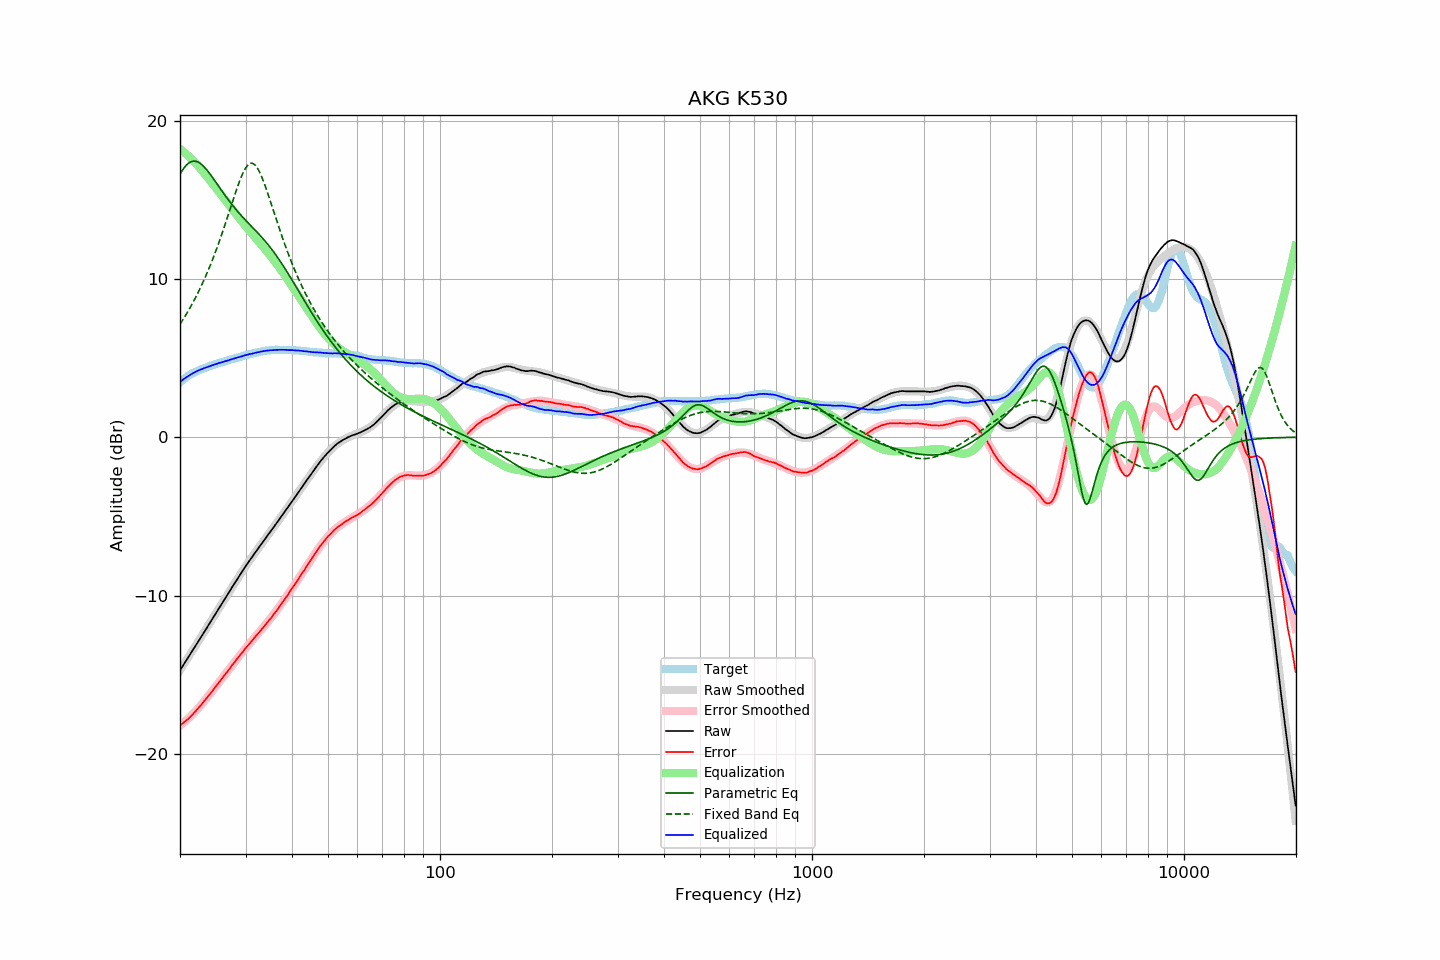 AKG K530
Amplitude (dBr)
20
10
0
−10
−20
Target
Raw Smoothed
Error Smoothed
Raw
Error
Equalization
Parametric Eq
Fixed Band Eq
Equalized
100
1000
10000
Frequency (Hz)